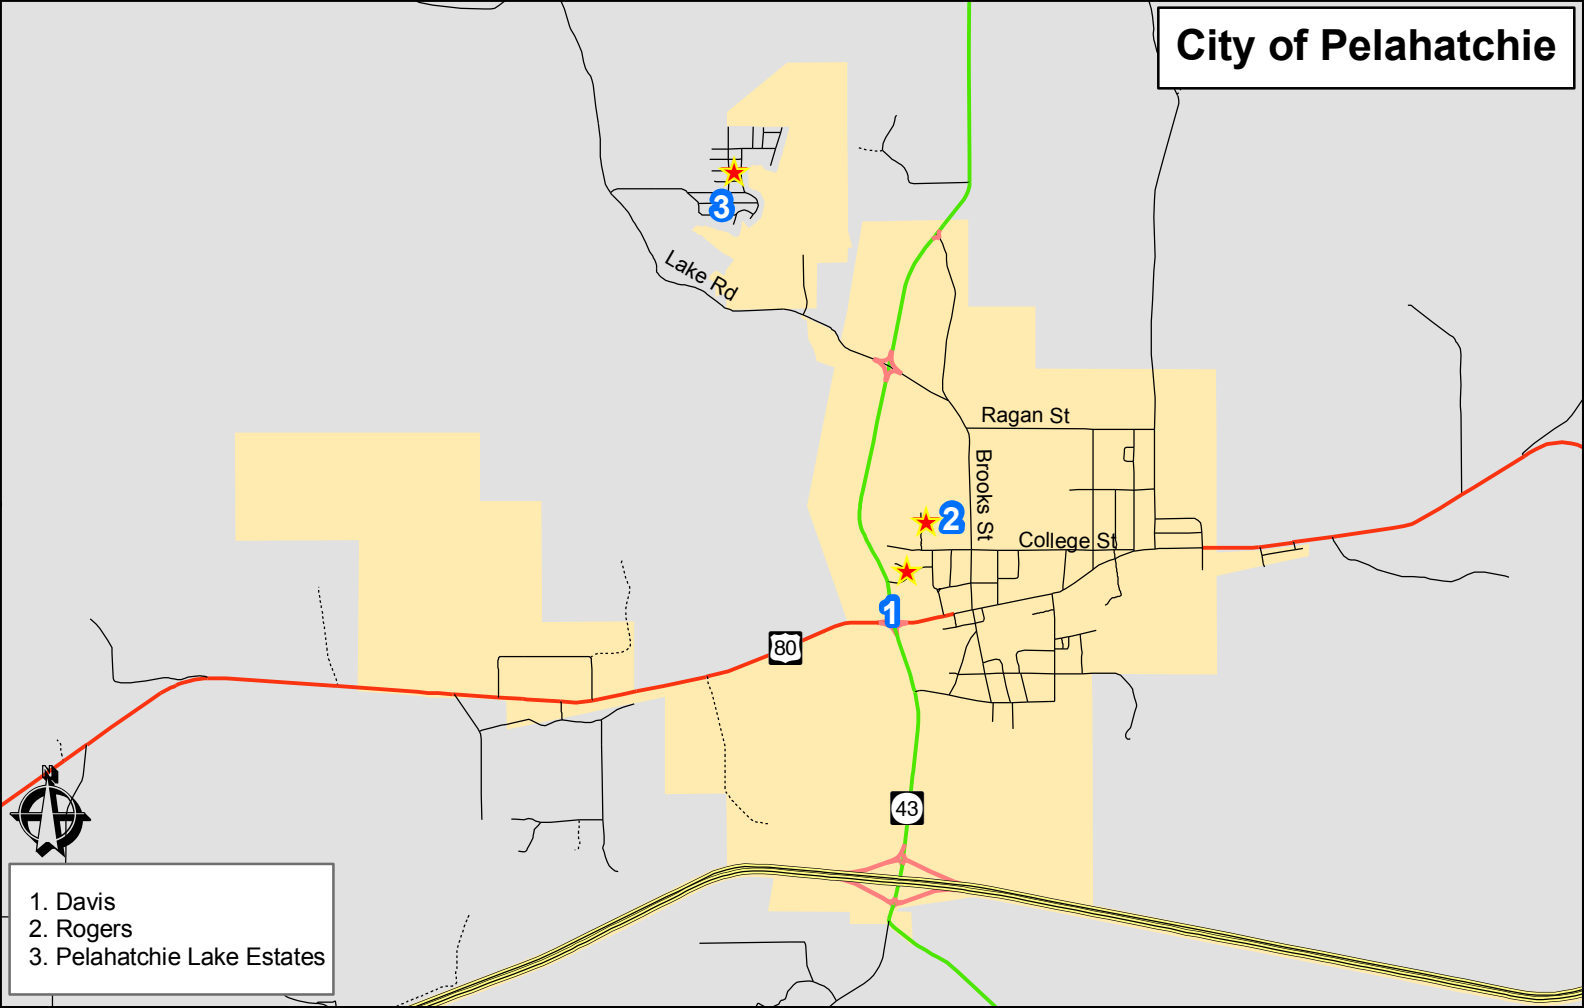 City of Pelahatchie
3
Lake Rd
Ragan St
Brooks St
2
College St
1
80
43
N
1. Davis
2. Rogers
3. Pelahatchie Lake Estates